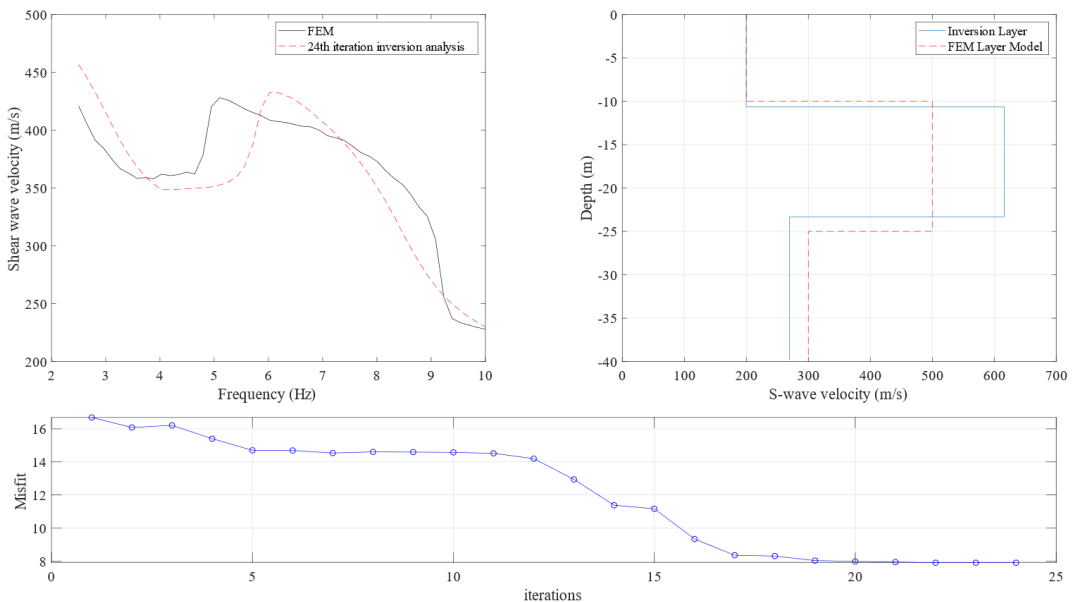 500
450
400
350
300
250
200
Shear wave velocity (m/s)
FEM
24th iteration inversion analysis
2 3 4 5 6 7 8 9 10
Frequency (Hz)
0
-5
-10
-15
-20
-25
-30
-35
-40
Depth (m)
Inversion Layer
FEM Layer Model
0 100 200 300 400 500 600 700
S-wave velocity (m/s)
16
14
12
10
8
Misfit
0 5 10 15 20 25
iterations